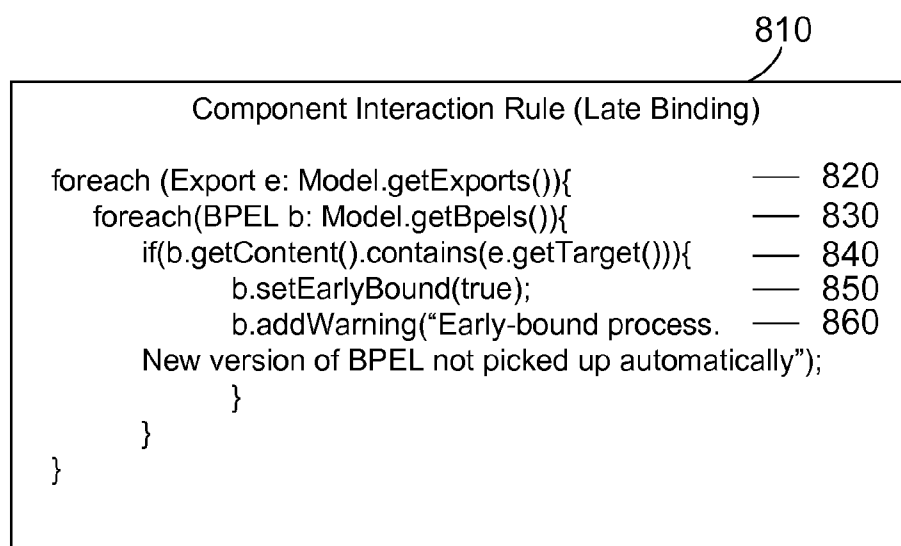 810
Component Interaction Rule (Late Binding)
foreach (Export e: Model.getExports()){ 820
foreach(BPEL b: Model.getBpels()){ 830
if(b.getContent().contains(e.getTarget())){ 840
b.setEarlyBound(true); 850
b.addWarning(“Early-bound process. 860
New version of BPEL not picked up automatically”);
}
}
}